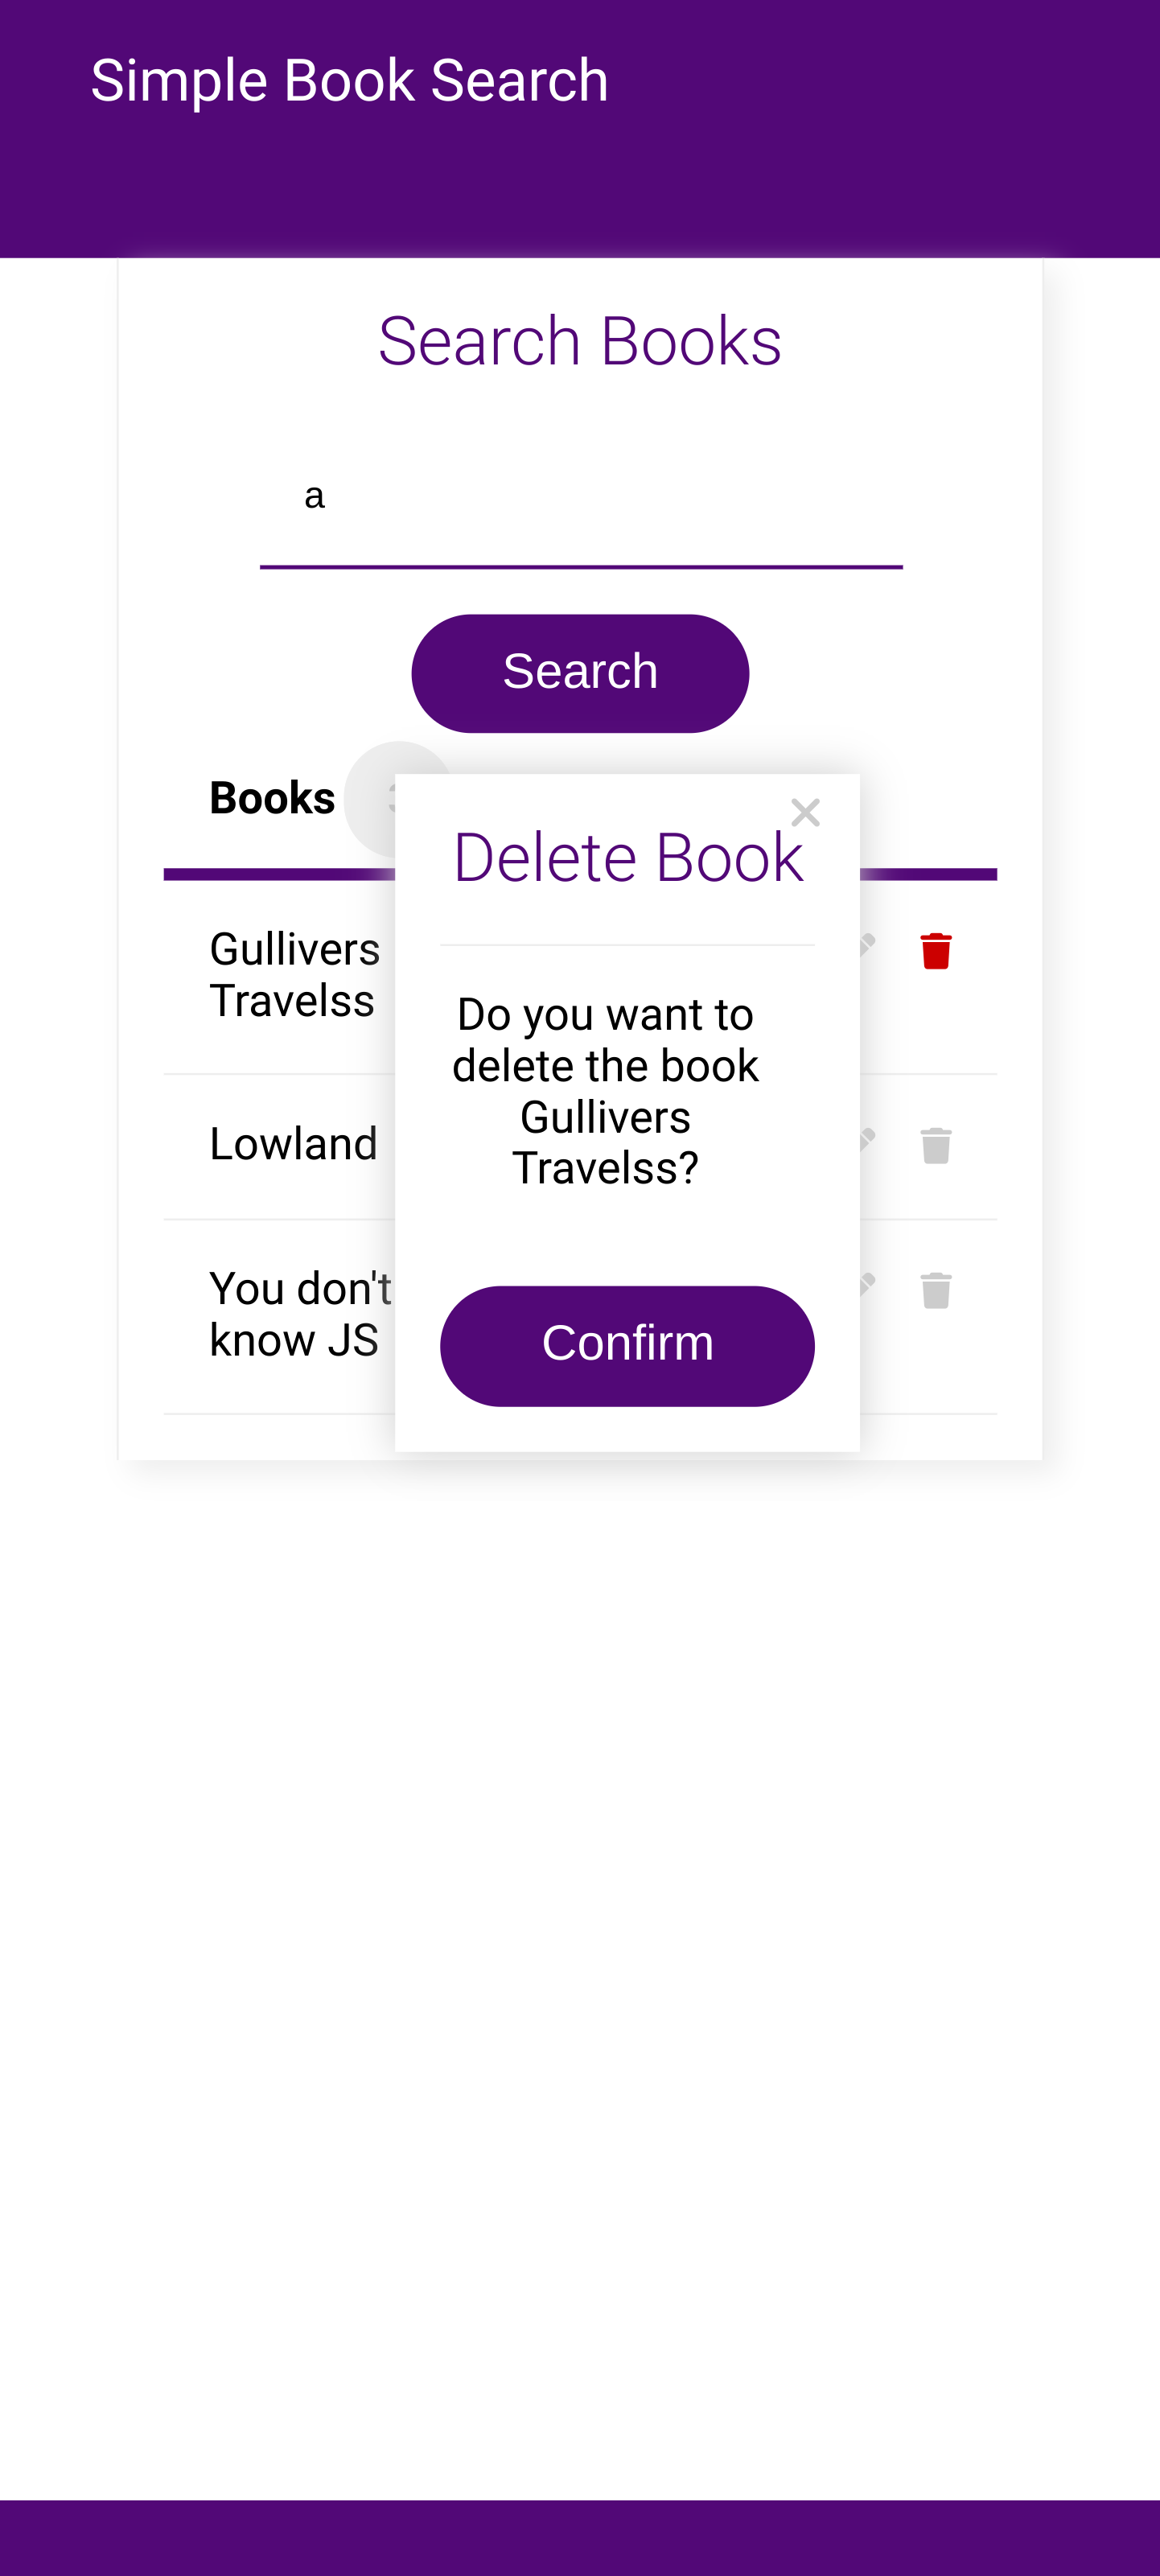 Simple Book Search
Search Books
a
Search
Books
Delete Book
Gullivers
Travelss
Lowland
You don't
know JS
Do you want to
delete the book
Gullivers
Travelss?
Confirm